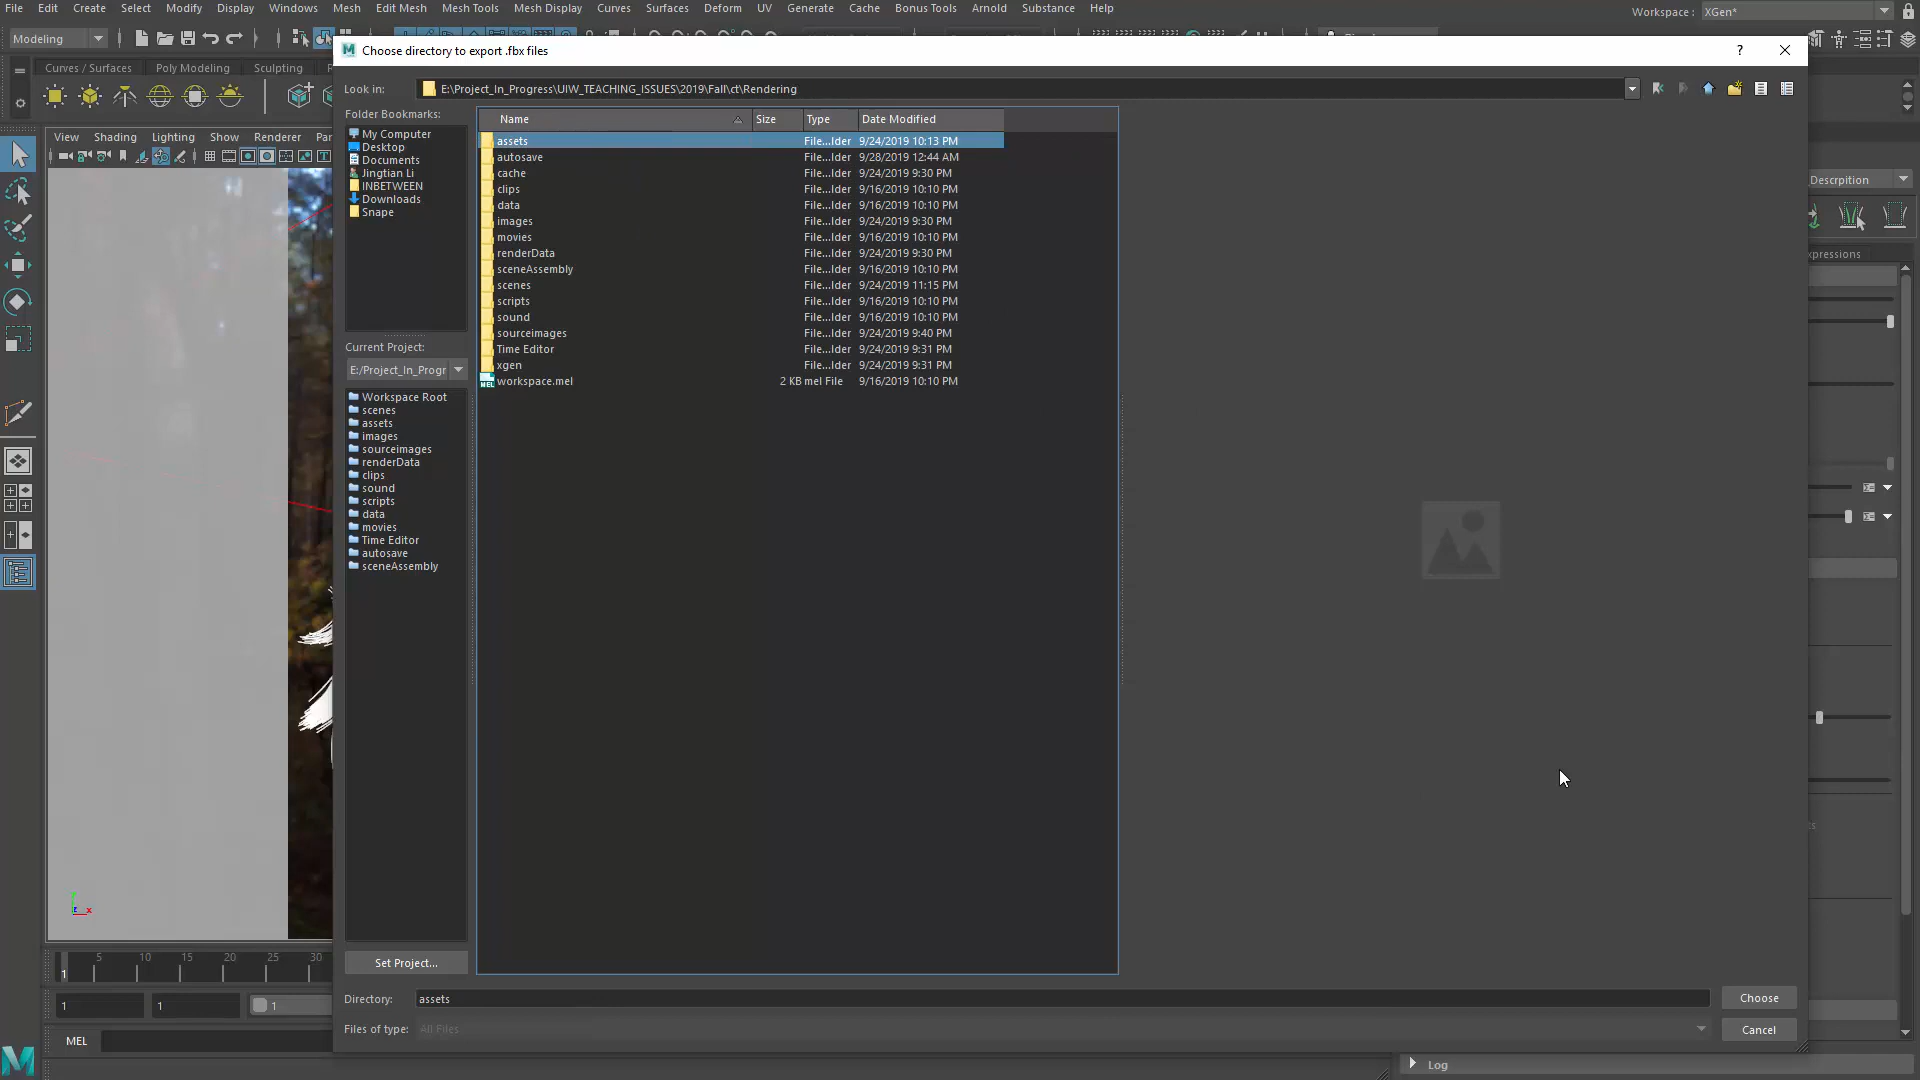 File Edit Create Select Modify Display Windows Mesh Edit Mesh Mesh Tools Mesh Display Curves Surfaces Deform UV Generate Cache Bonus Tools Arnold Substance Help
Workspace : XGen*
Modeling
Choose directory to export .fbx files
?
Curves / Surfaces Poly Modeling Sculpting
Look in: E:\Project_In_Progress\UIW_TEACHING_ISSUES\2019\Fall\ct\Rendering
Folder Bookmarks:
My Computer
Desktop
Documents
Jingtian Li
INBETWEEN
Downloads
Snape
Name Size Type Date Modified
assets File...lder 9/24/2019 10:13 PM
autosave File...lder 9/28/2019 12:44 AM
cache File...lder 9/24/2019 9:30 PM
clips File...lder 9/16/2019 10:10 PM
data File...lder 9/16/2019 10:10 PM
images File...lder 9/24/2019 9:30 PM
movies File...lder 9/16/2019 10:10 PM
renderData File...lder 9/24/2019 9:30 PM
sceneAssembly File...lder 9/16/2019 10:10 PM
scenes File...lder 9/24/2019 11:15 PM
scripts File...lder 9/16/2019 10:10 PM
sound File...lder 9/16/2019 10:10 PM
sourceimages File...lder 9/24/2019 9:40 PM
Time Editor File...lder 9/24/2019 9:31 PM
xgen File...lder 9/24/2019 9:31 PM
workspace.mel 2 KB mel File 9/16/2019 10:10 PM
View Shading Lighting Show Renderer Pan
Descrpition
xpressions
Current Project:
E:/Project_In_Progr
Workspace Root
scenes
assets
images
sourceimages
renderData
clips
sound
scripts
data
movies
Time Editor
autosave
sceneAssembly
Set Project...
x
5 10 15 20 25 30
1
1 1 1
Directory: assets Choose
Files of type: All Files Cancel
MEL
Log